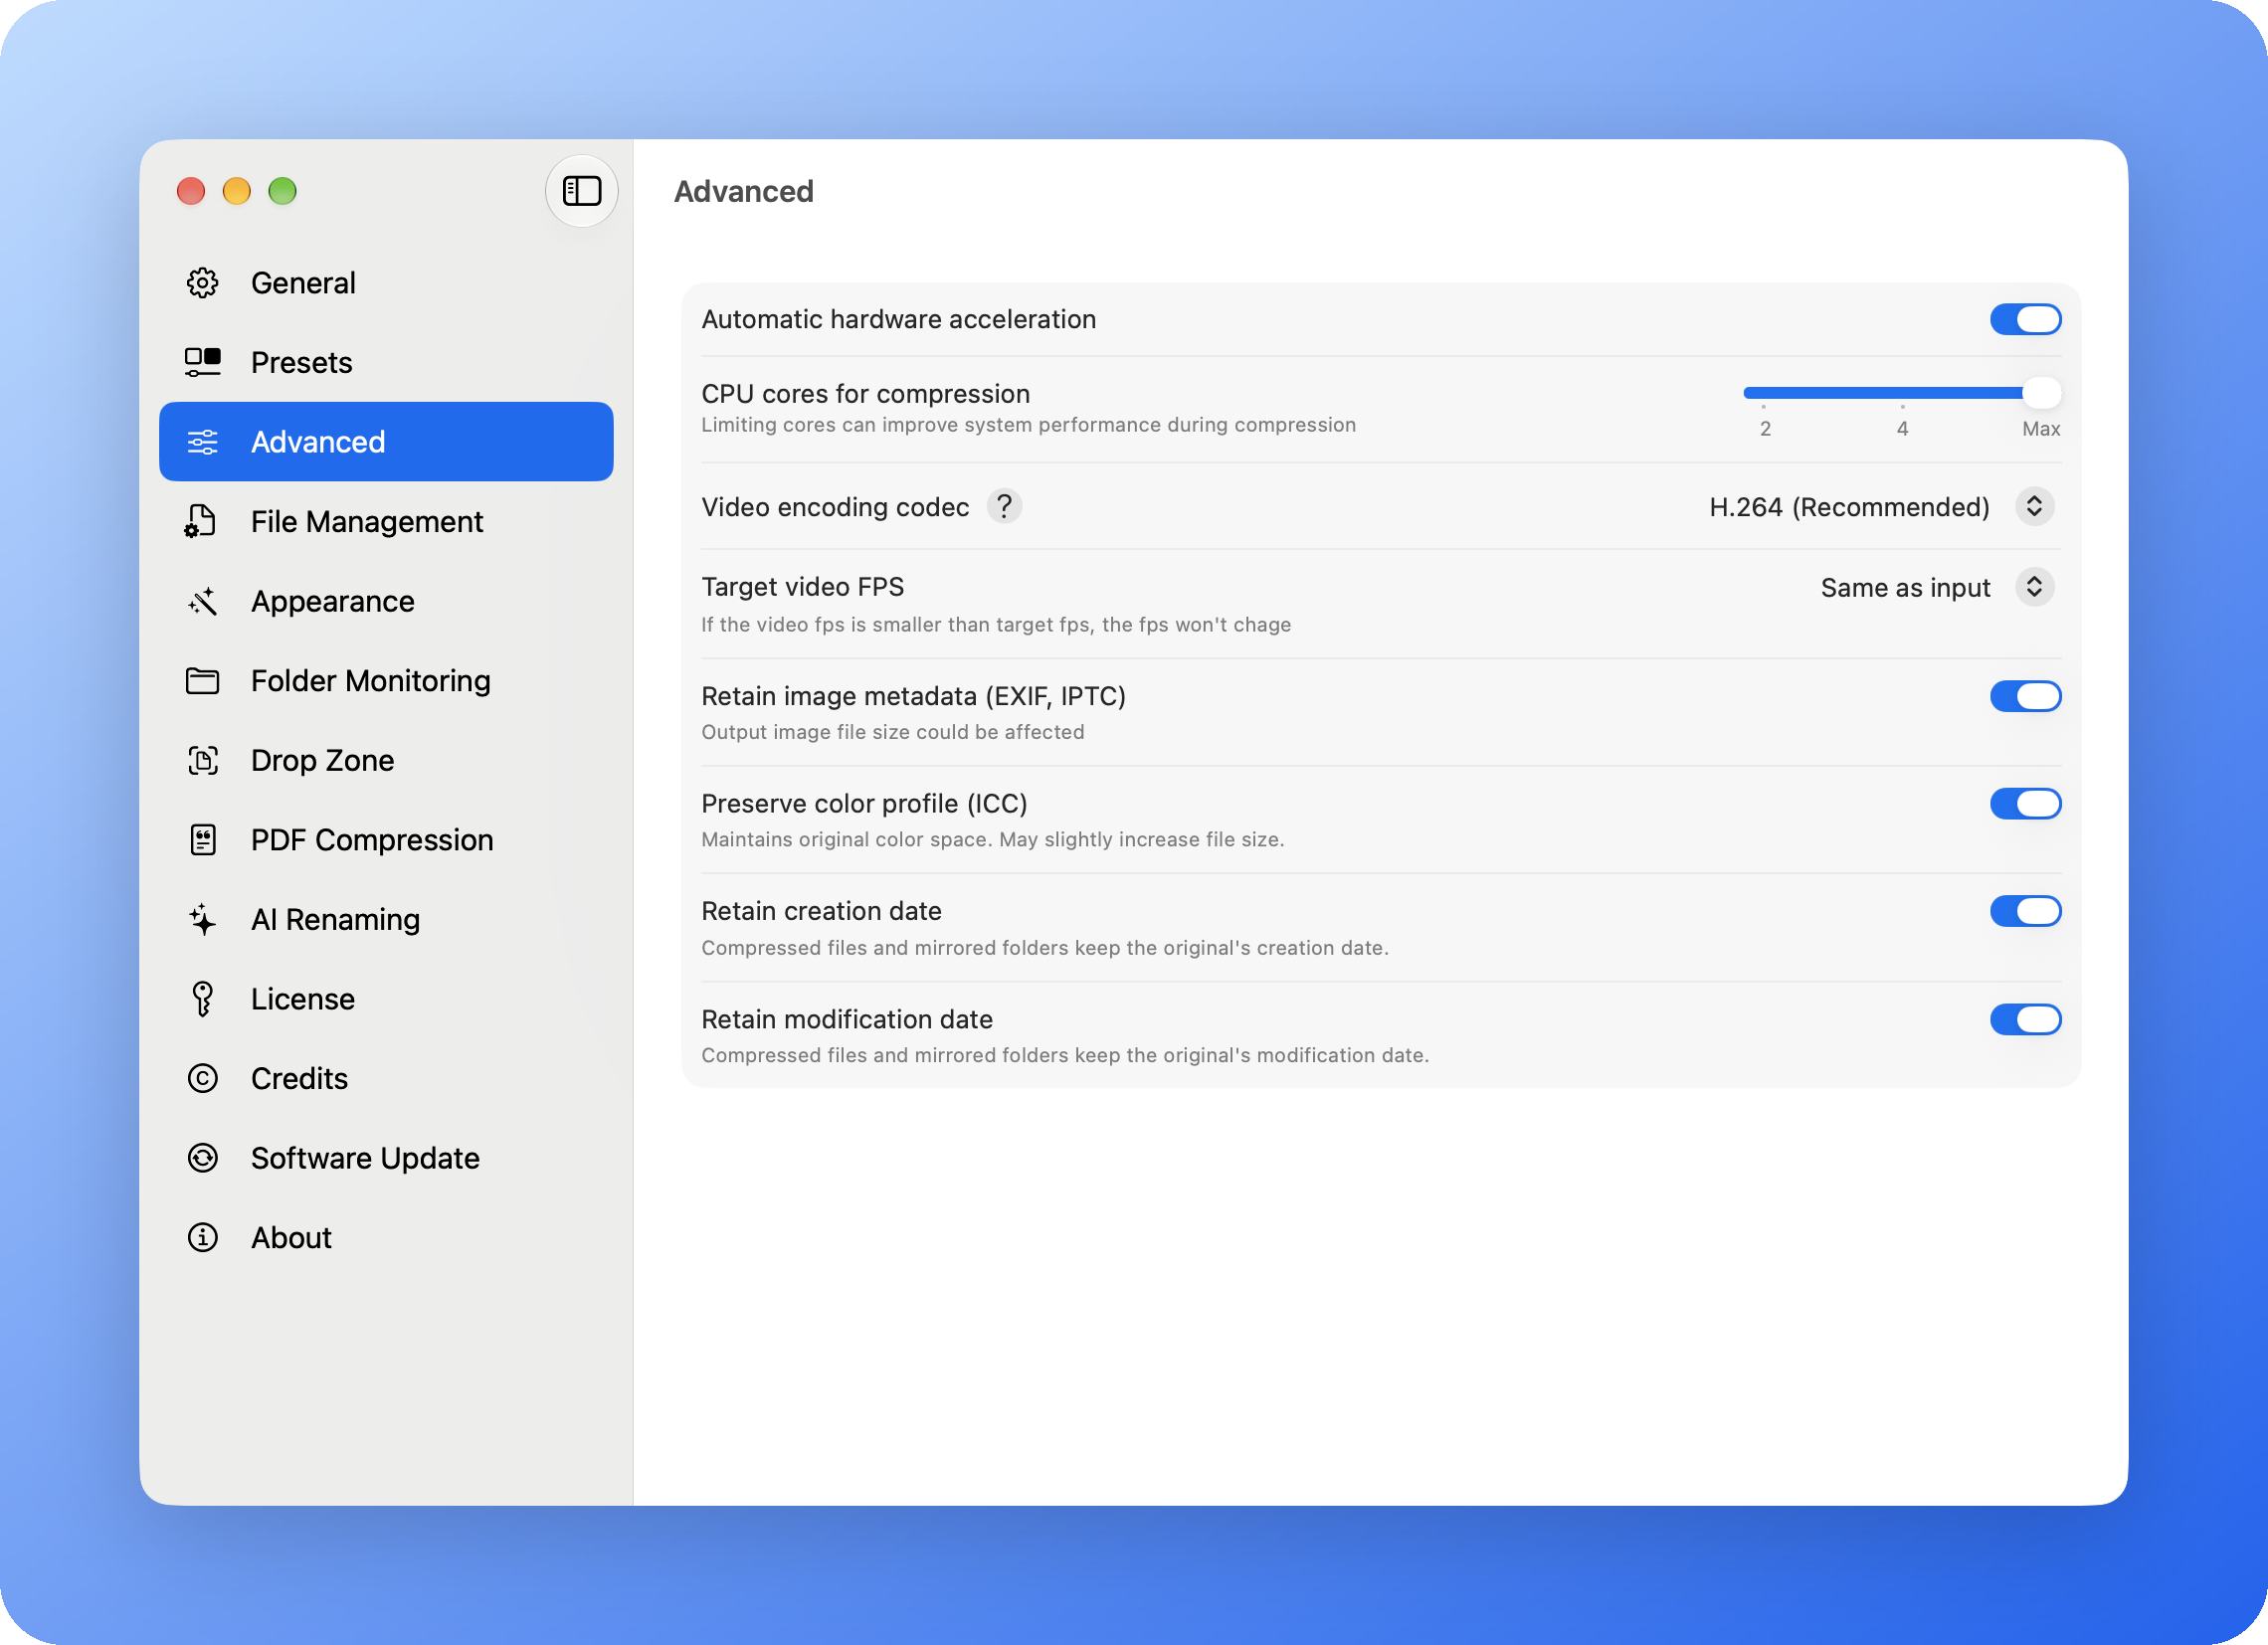 Advanced
General
Presets
Advanced
File Management
Appearance
Folder Monitoring
Drop Zone
PDF Compression
AI Renaming
License
Credits
Software Update
About
Automatic hardware acceleration
CPU cores for compression
Limiting cores can improve system performance during compression
2 4 Max
Video encoding codec ? H.264 (Recommended)
Target video FPS Same as input
If the video fps is smaller than target fps, the fps won't chage
Retain image metadata (EXIF, IPTC)
Output image file size could be affected
Preserve color profile (ICC)
Maintains original color space. May slightly increase file size.
Retain creation date
Compressed files and mirrored folders keep the original's creation date.
Retain modification date
Compressed files and mirrored folders keep the original's modification date.